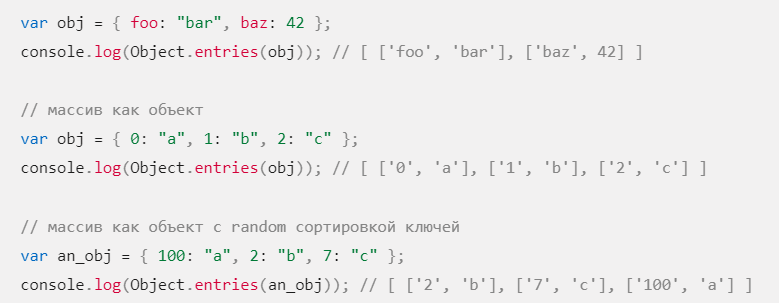 var obj = { foo: "bar", baz: 42 };
console.log(Object.entries(obj)); // [ ['foo', 'bar'], ['baz', 42] ]
// массив как объект
var obj = { 0: "a", 1: "b", 2: "c" };
console.log(Object.entries(obj)); // [ ['0', 'a'], ['1', 'b'], ['2', 'c'] ]
// массив как объект c random сортировкой ключей
var an_obj = { 100: "a", 2: "b", 7: "c" };
console.log(Object.entries(an_obj)); // [ ['2', 'b'], ['7', 'c'], ['100', 'a'] ]